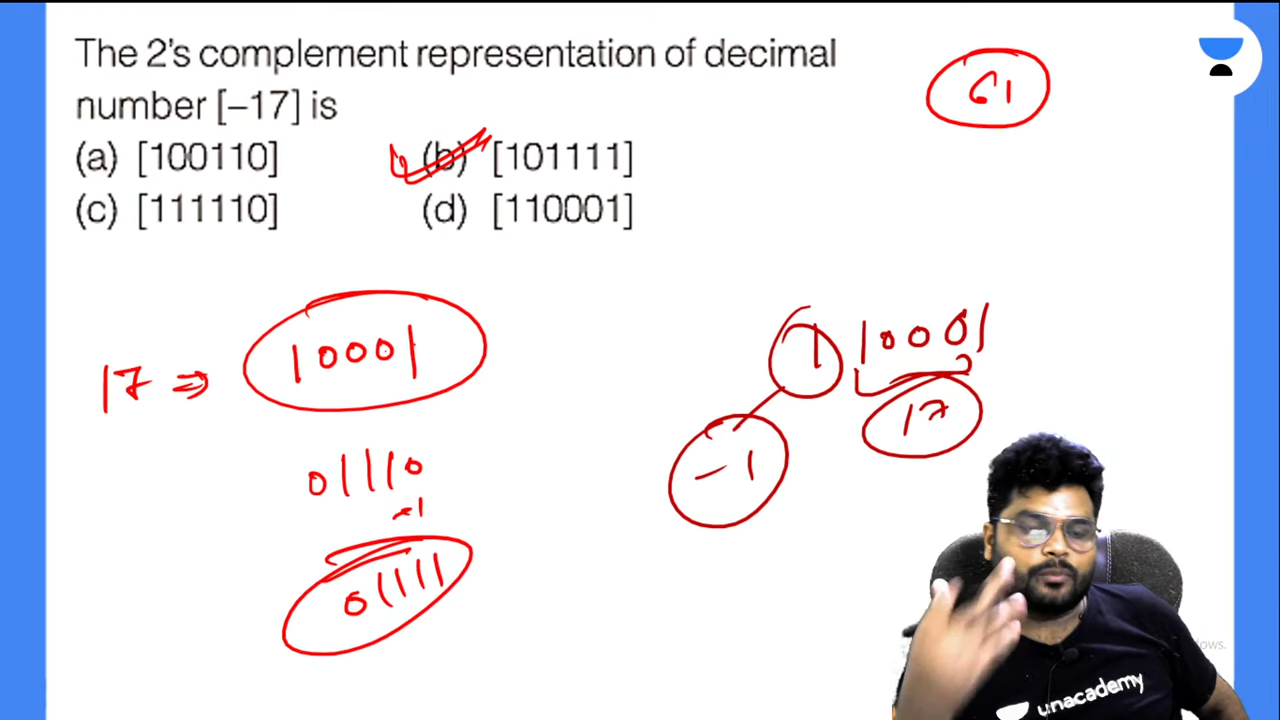 The 2's complement representation of decimal
number [–17] is
(a) [100110] (b) [101111]
(c) [111110] (d) [110001]
61
17 ⇒ 10001
01110
+1
01111
1 10001
17
-1
unacademy